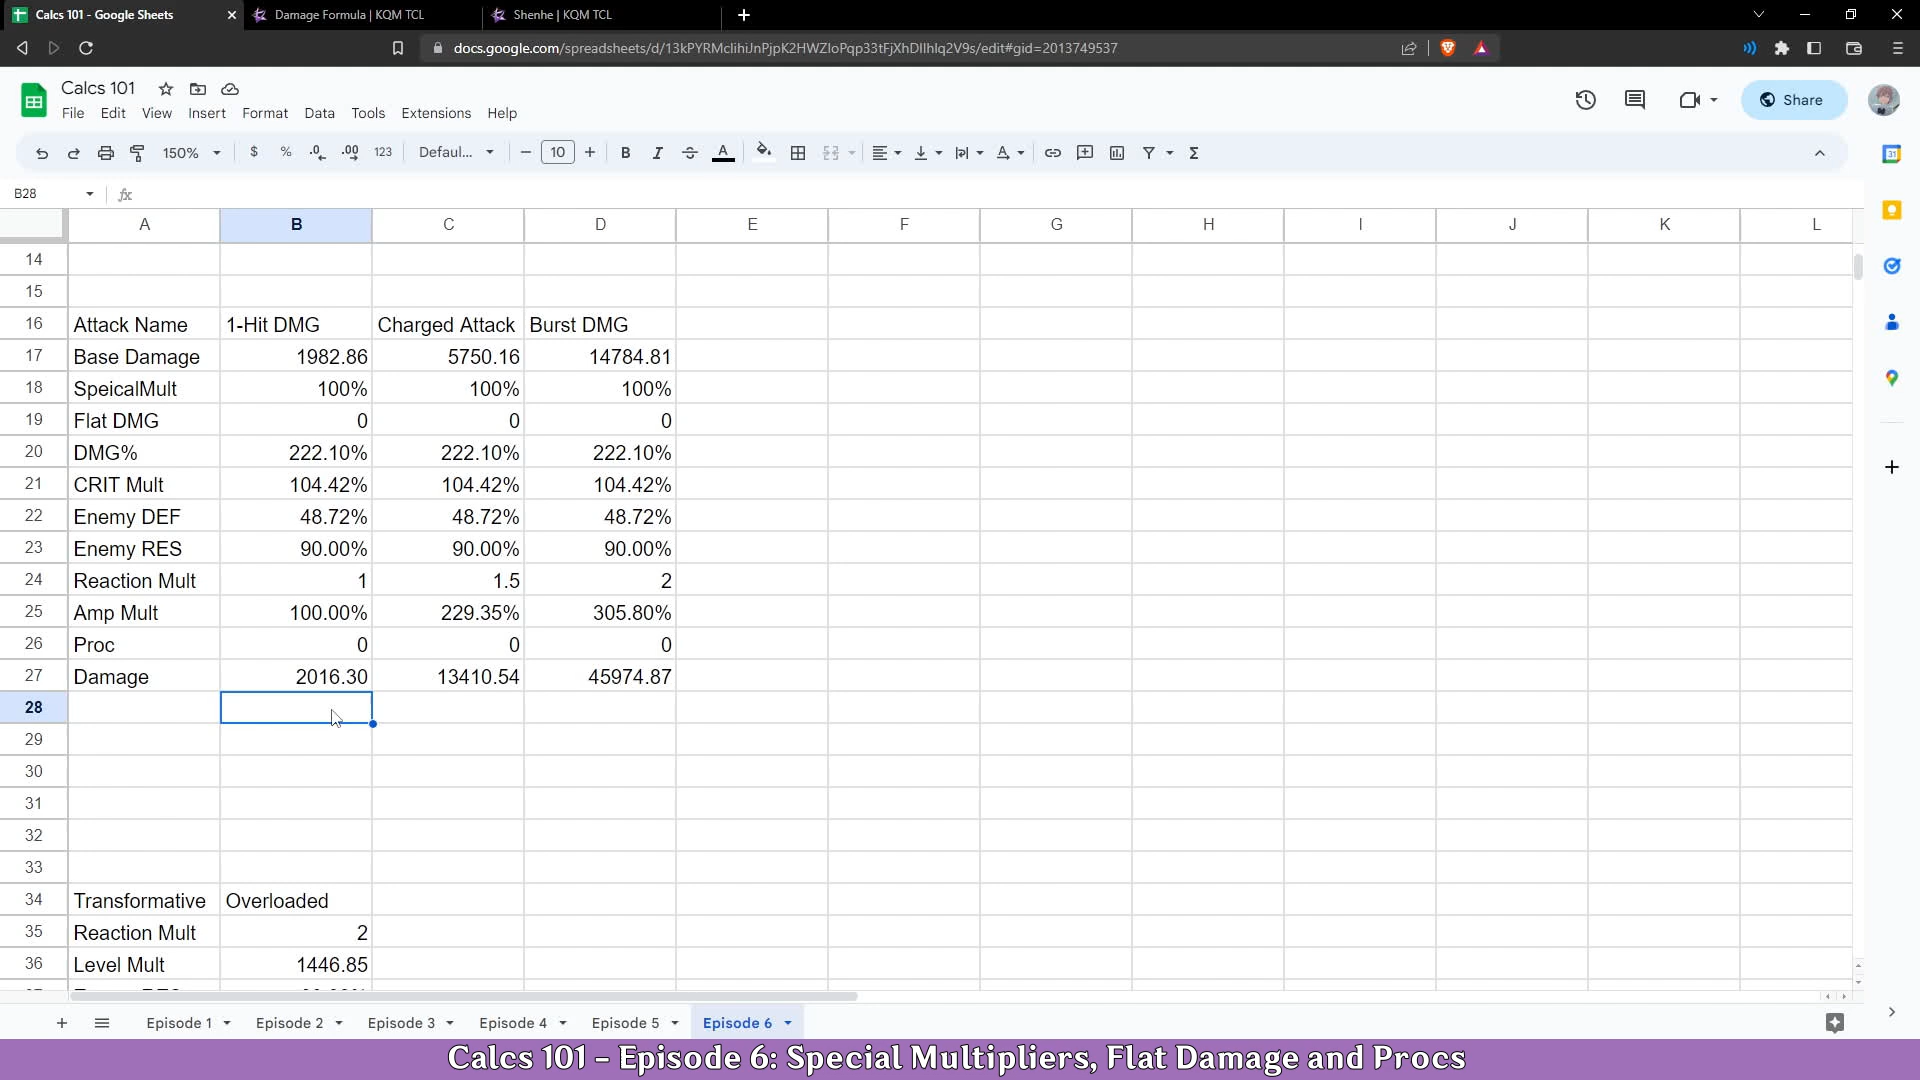 Calcs 101 - Google Sheets
Damage Formula | KQM TCL
Shenhe | KQM TCL
Calcs 101
Share
File Edit View Insert Format Data Tools Extensions Help
150% $ % .0 .00 123 Defaul... 10 B I A Σ
B28 fx
A B C D E F G H I J K L
14
15
16 Attack Name 1-Hit DMG Charged Attack Burst DMG
17 Base Damage 1982.86 5750.16 14784.81
18 SpeicalMult 100% 100% 100%
19 Flat DMG 0 0 0
20 DMG% 222.10% 222.10% 222.10%
21 CRIT Mult 104.42% 104.42% 104.42%
22 Enemy DEF 48.72% 48.72% 48.72%
23 Enemy RES 90.00% 90.00% 90.00%
24 Reaction Mult 1 1.5 2
25 Amp Mult 100.00% 229.35% 305.80%
26 Proc 0 0 0
27 Damage 2016.30 13410.54 45974.87
28
29
30
31
32
33
34 Transformative Overloaded
35 Reaction Mult 2
36 Level Mult 1446.85
Episode 1 Episode 2 Episode 3 Episode 4 Episode 5 Episode 6
Calcs 101 - Episode 6: Special Multipliers, Flat Damage and Procs